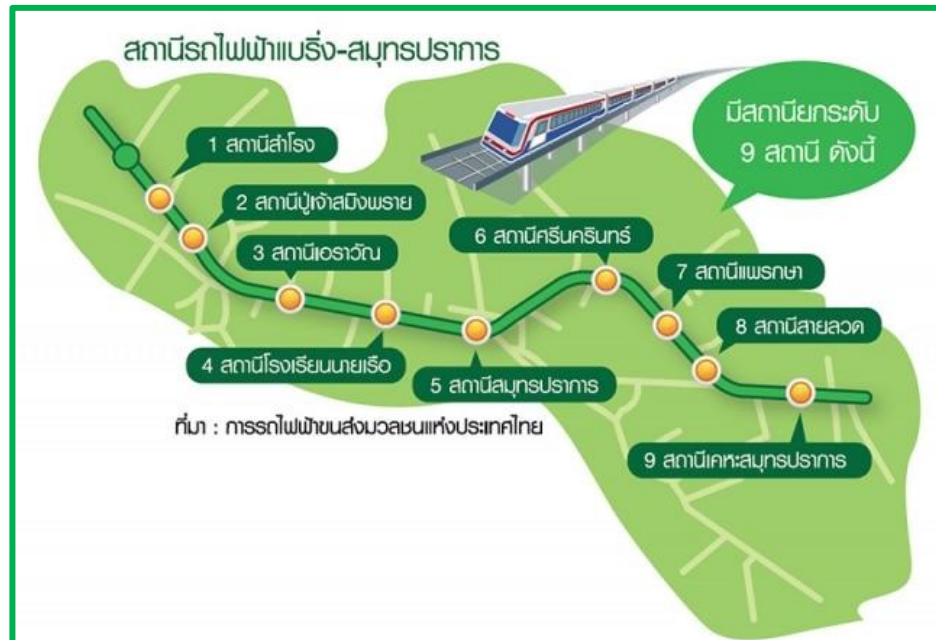 สถานีรถไฟฟ้าแบริ่ง-สมุทรปราการ
มีสถานียกระดับ
9 สถานี ดังนี้
1 สถานีสำโรง
2 สถานีปู่เจ้าสมิงพราย
3 สถานีเอราวัณ
4 สถานีโรงเรียนนายเรือ
5 สถานีสมุทรปราการ
6 สถานีศรีนครินทร์
7 สถานีแพรกษา
8 สถานีสายลวด
9 สถานีเคหะสมุทรปราการ
ที่มา : การรถไฟฟ้าขนส่งมวลชนแห่งประเทศไทย